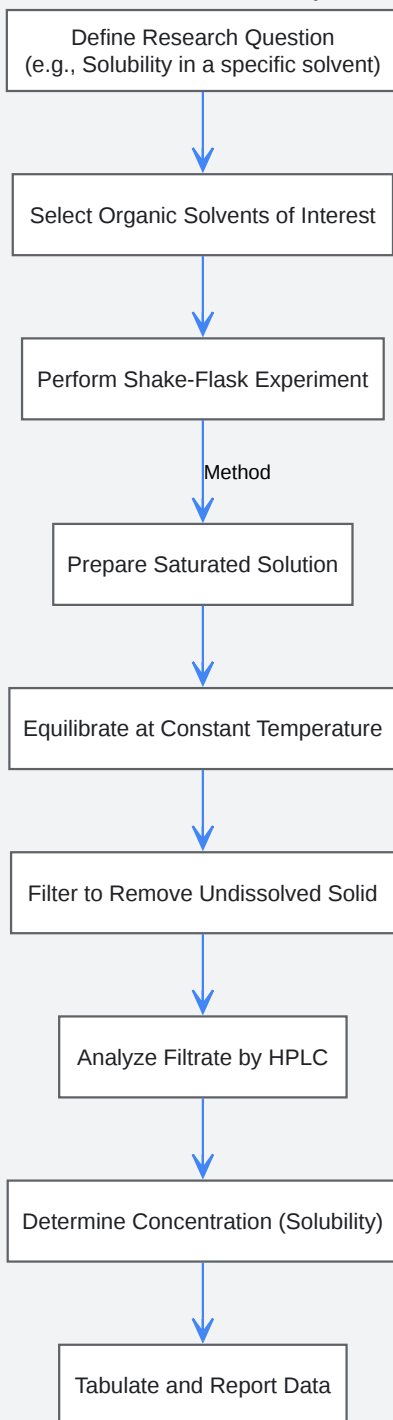 Define Research Question
(e.g., Solubility in a specific solvent)
Select Organic Solvents of Interest
Perform Shake-Flask Experiment
Method
Prepare Saturated Solution
Equilibrate at Constant Temperature
Filter to Remove Undissolved Solid
Analyze Filtrate by HPLC
Determine Concentration (Solubility)
Tabulate and Report Data